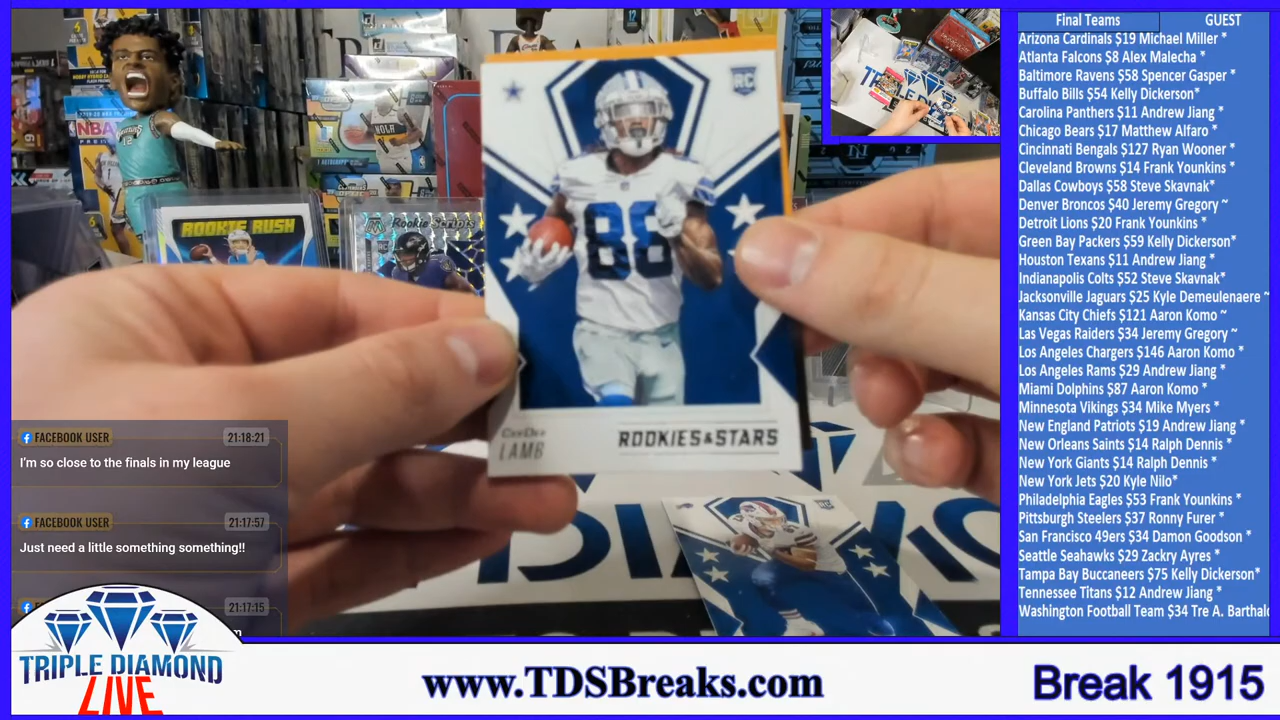 Final Teams GUEST
Arizona Cardinals $19 Michael Miller *
Atlanta Falcons $8 Alex Malecha *
Baltimore Ravens $58 Spencer Gasper *
Buffalo Bills $54 Kelly Dickerson*
Carolina Panthers $11 Andrew Jiang *
Chicago Bears $17 Matthew Alfaro *
Cincinnati Bengals $127 Ryan Wooner *
Cleveland Browns $14 Frank Younkins *
Dallas Cowboys $58 Steve Skavnak*
Denver Broncos $40 Jeremy Gregory ~
Detroit Lions $20 Frank Younkins *
Green Bay Packers $59 Kelly Dickerson*
Houston Texans $11 Andrew Jiang *
Indianapolis Colts $52 Steve Skavnak*
Jacksonville Jaguars $25 Kyle Demeulenaere ~
Kansas City Chiefs $121 Aaron Komo ~
Las Vegas Raiders $34 Jeremy Gregory ~
Los Angeles Chargers $146 Aaron Komo *
Los Angeles Rams $29 Andrew Jiang *
Miami Dolphins $87 Aaron Komo *
Minnesota Vikings $34 Mike Myers *
New England Patriots $19 Andrew Jiang *
New Orleans Saints $14 Ralph Dennis *
New York Giants $14 Ralph Dennis *
New York Jets $20 Kyle Nilo*
Philadelphia Eagles $53 Frank Younkins *
Pittsburgh Steelers $37 Ronny Furer *
San Francisco 49ers $34 Damon Goodson *
Seattle Seahawks $29 Zackry Ayres *
Tampa Bay Buccaneers $75 Kelly Dickerson*
Tennessee Titans $12 Andrew Jiang *
Washington Football Team $34 Tre A. Barthalo
RC
88
CeeDee
LAMB
ROOKIES & STARS
ROOKIE RUSH
Rookie Scripts
NOLA
NBA
12
FACEBOOK USER 21:18:21
I'm so close to the finals in my league
FACEBOOK USER 21:17:57
Just need a little something something!!
21:17:15
TRIPLE DIAMOND
LIVE
www.TDSBreaks.com
Break 1915